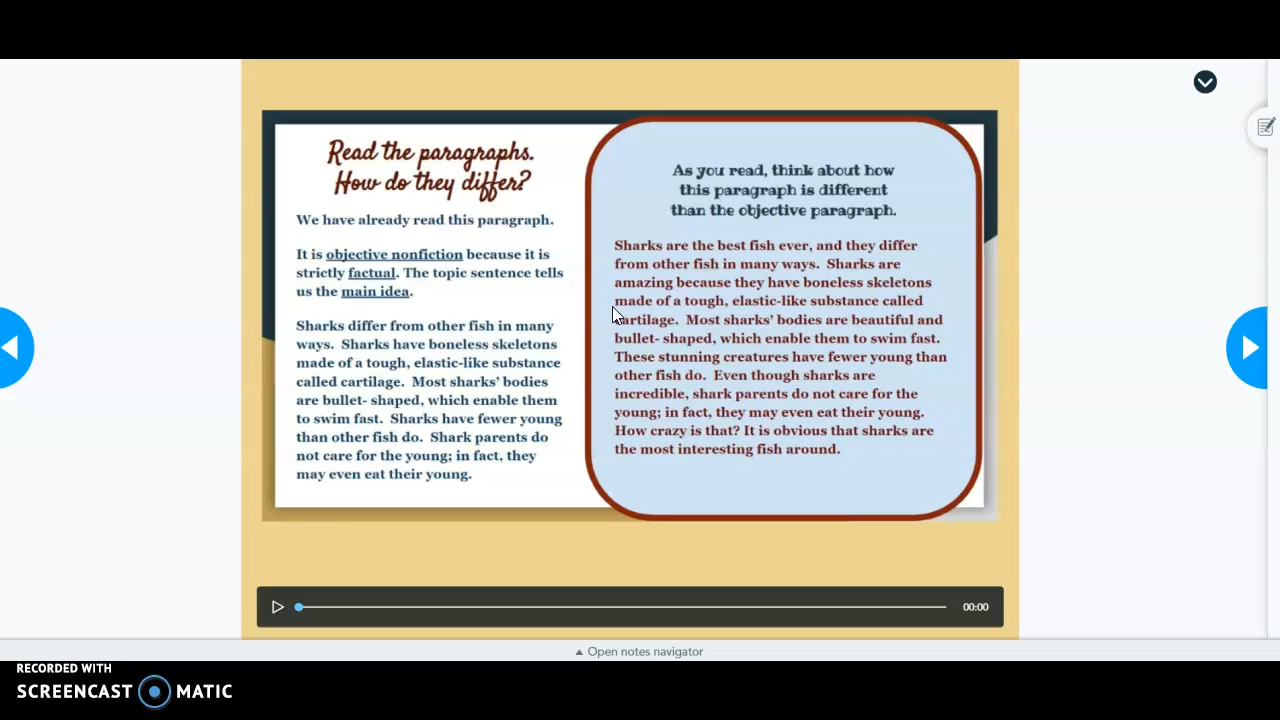 Read the paragraphs.
How do they differ?
We have already read this paragraph.
It is objective nonfiction because it is
strictly factual. The topic sentence tells
us the main idea.
Sharks differ from other fish in many
ways. Sharks have boneless skeletons
made of a tough, elastic-like substance
called cartilage. Most sharks' bodies
are bullet- shaped, which enable them
to swim fast. Sharks have fewer young
than other fish do. Shark parents do
not care for the young; in fact, they
may even eat their young.
As you read, think about how
this paragraph is different
than the objective paragraph.
Sharks are the best fish ever, and they differ
from other fish in many ways. Sharks are
amazing because they have boneless skeletons
made of a tough, elastic-like substance called
cartilage. Most sharks' bodies are beautiful and
bullet- shaped, which enable them to swim fast.
These stunning creatures have fewer young than
other fish do. Even though sharks are
incredible, shark parents do not care for the
young; in fact, they may even eat their young.
How crazy is that? It is obvious that sharks are
the most interesting fish around.
00:00
Open notes navigator
RECORDED WITH
SCREENCAST MATIC